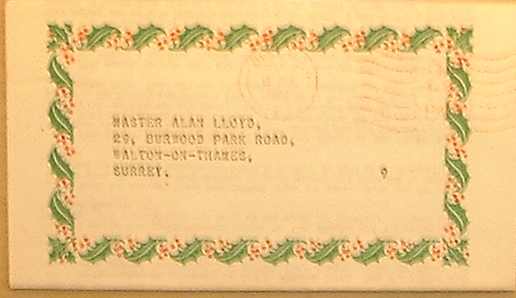 MASTER ALAN LLOYD,
29, BURWOOD PARK ROAD,
WALTON-ON-THAMES,
SURREY. 9